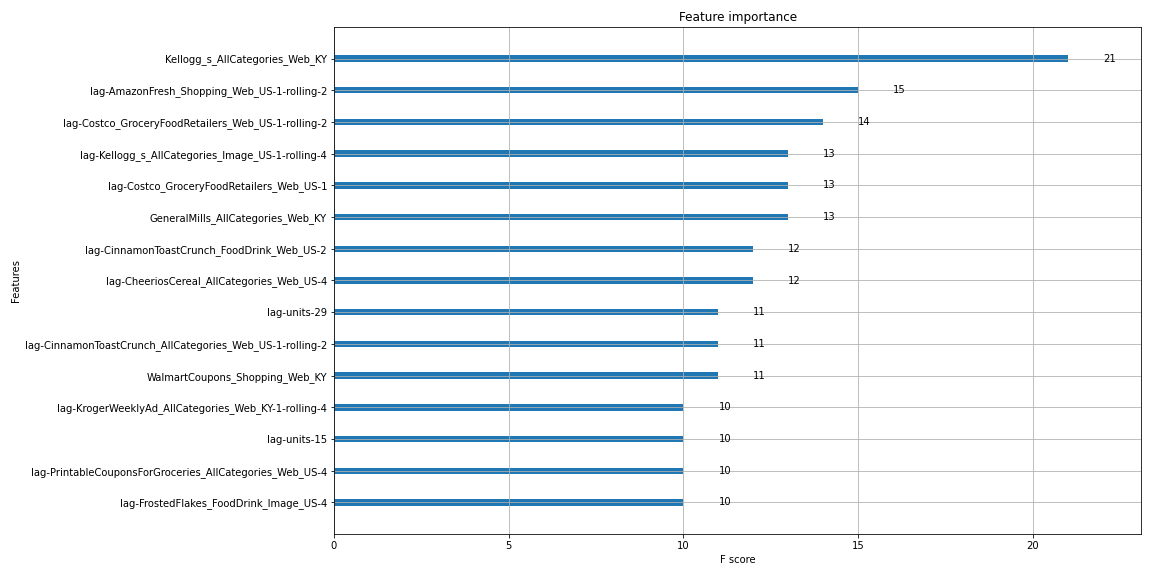 Feature importance
Kellogg_s_AllCategories_Web_KY 21
lag-AmazonFresh_Shopping_Web_US-1-rolling-2 15
lag-Costco_GroceryFoodRetailers_Web_US-1-rolling-2 14
lag-Kellogg_s_AllCategories_Image_US-1-rolling-4 13
lag-Costco_GroceryFoodRetailers_Web_US-1 13
GeneralMills_AllCategories_Web_KY 13
lag-CinnamonToastCrunch_FoodDrink_Web_US-2 12
lag-CheeriosCereal_AllCategories_Web_US-4 12
lag-units-29 11
lag-CinnamonToastCrunch_AllCategories_Web_US-1-rolling-2 11
WalmartCoupons_Shopping_Web_KY 11
lag-KrogerWeeklyAd_AllCategories_Web_KY-1-rolling-4 10
lag-units-15 10
lag-PrintableCouponsForGroceries_AllCategories_Web_US-4 10
lag-FrostedFlakes_FoodDrink_Image_US-4 10
Features
0 5 10 15 20
F score